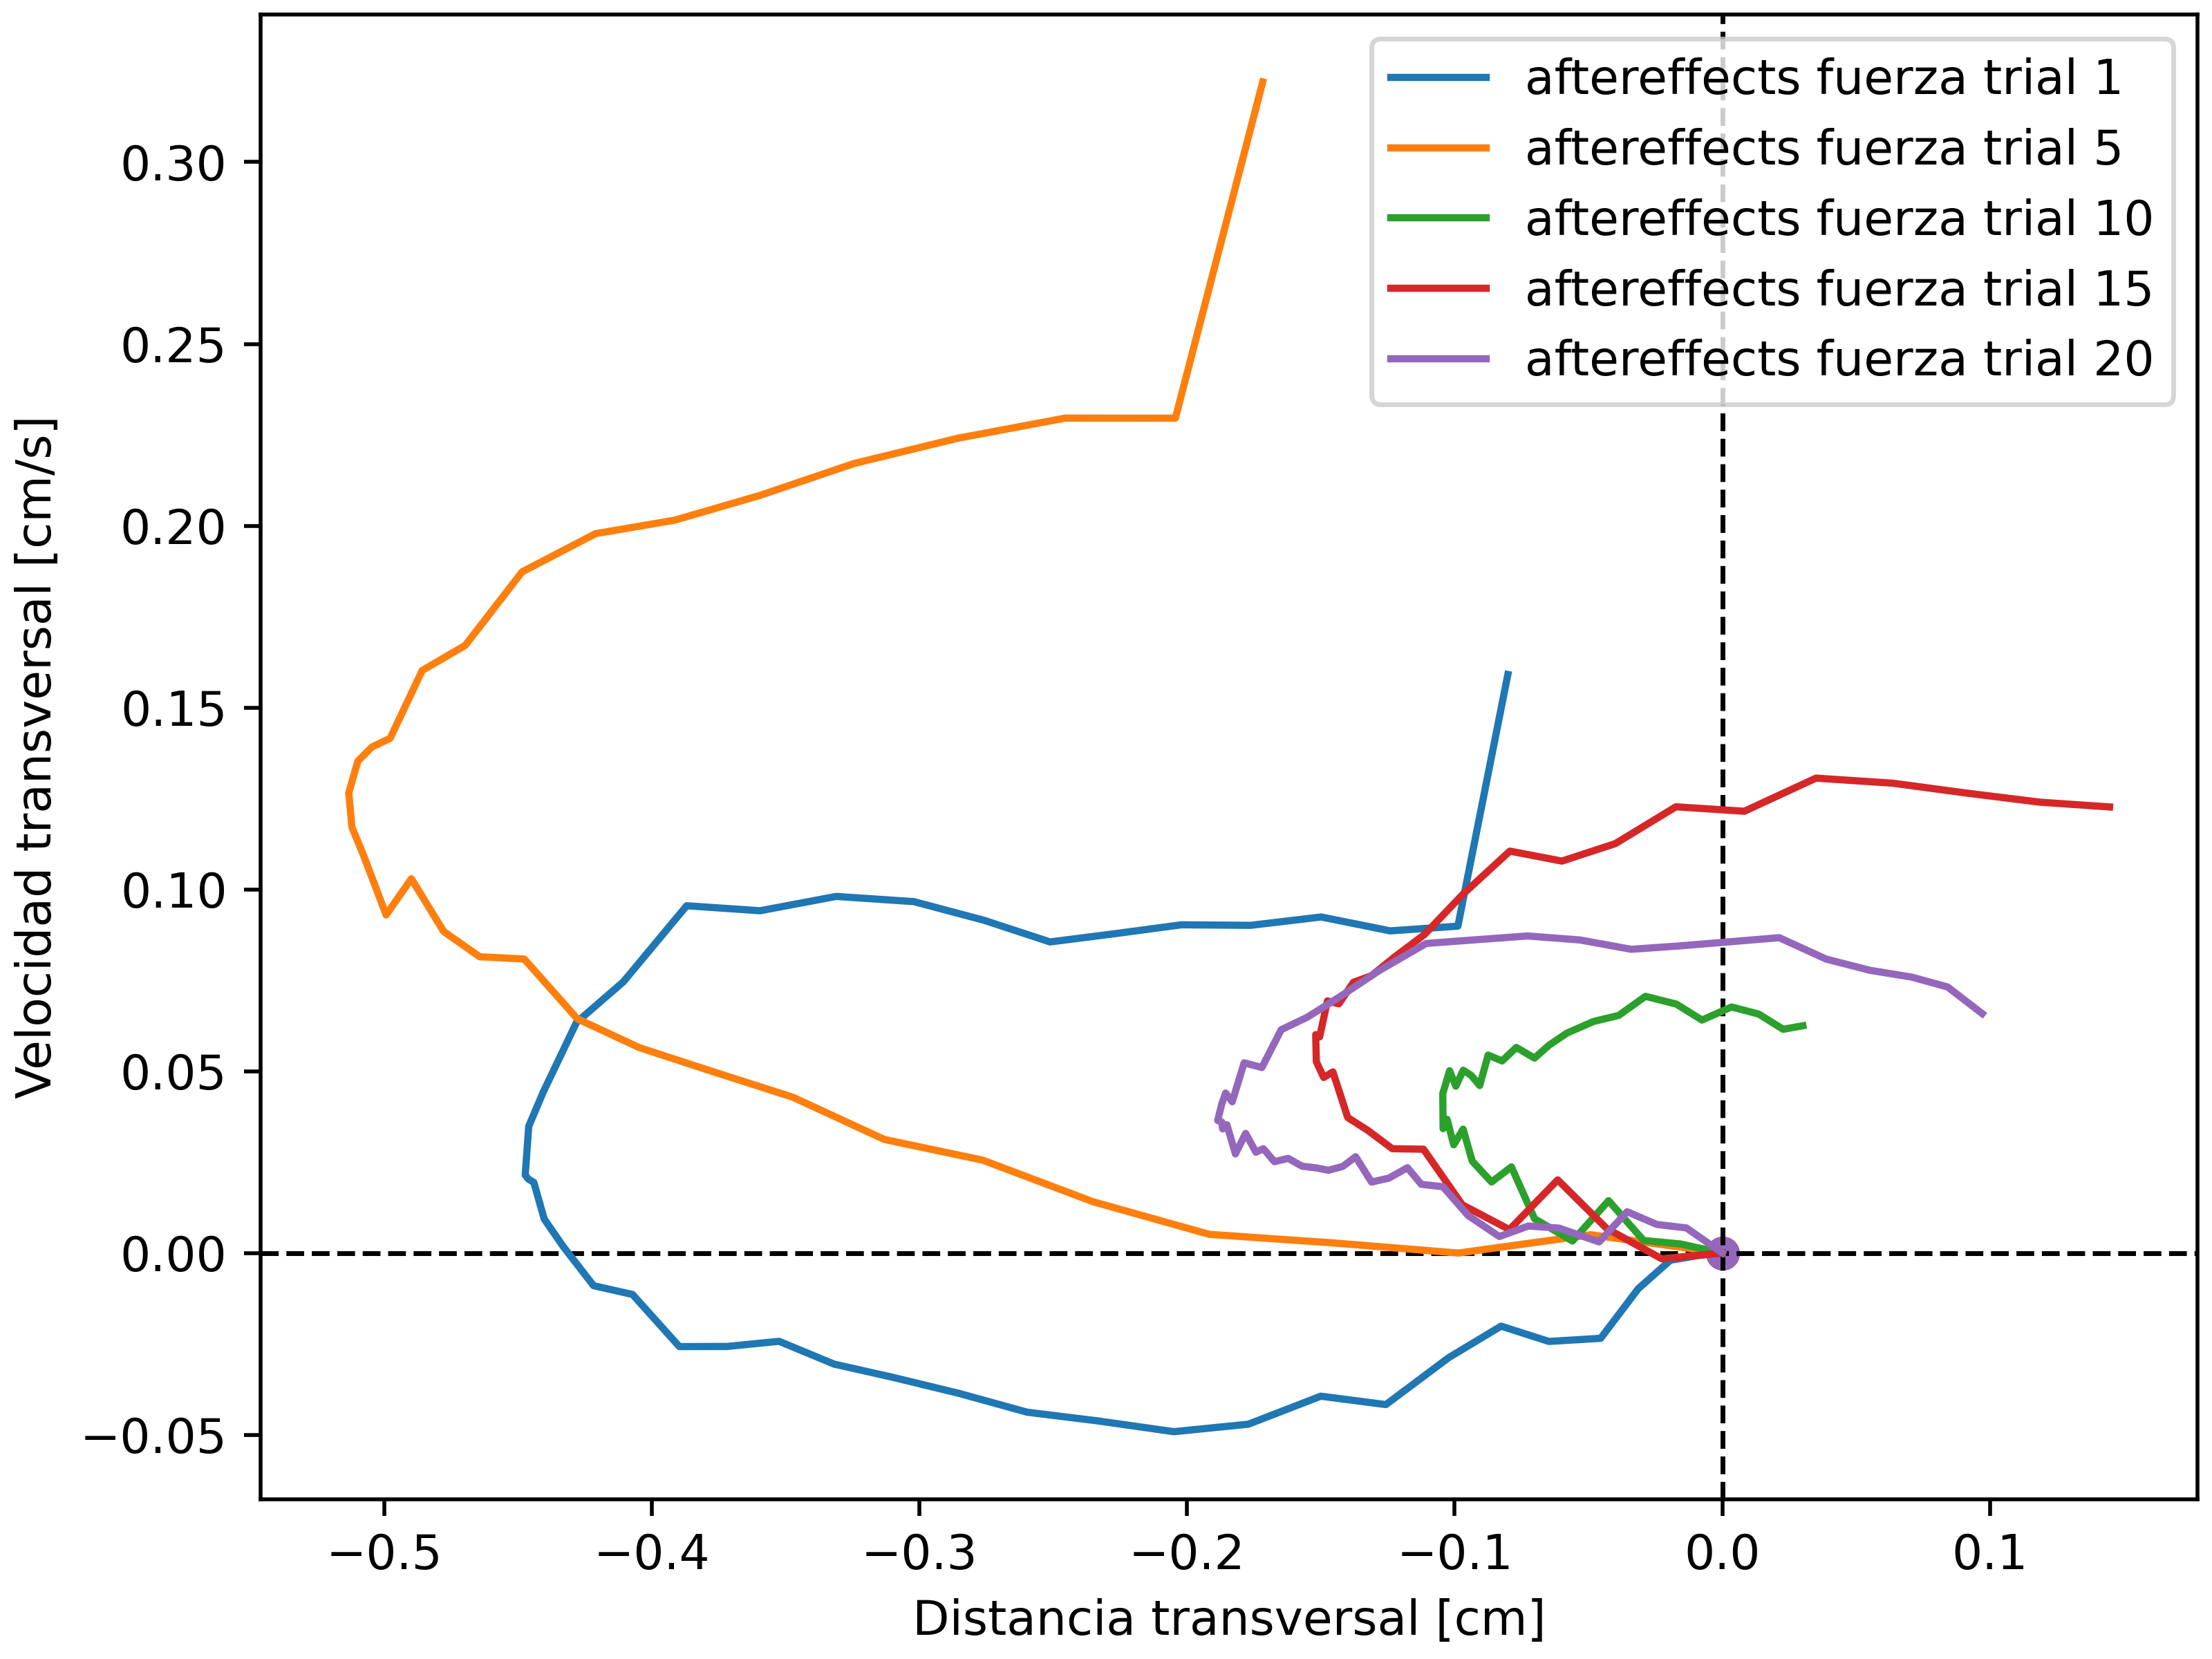 aftereffects fuerza trial 1
aftereffects fuerza trial 5
aftereffects fuerza trial 10
aftereffects fuerza trial 15
aftereffects fuerza trial 20
Velocidad transversal [cm/s]
0.30
0.25
0.20
0.15
0.10
0.05
0.00
−0.05
−0.5 −0.4 −0.3 −0.2 −0.1 0.0 0.1
Distancia transversal [cm]